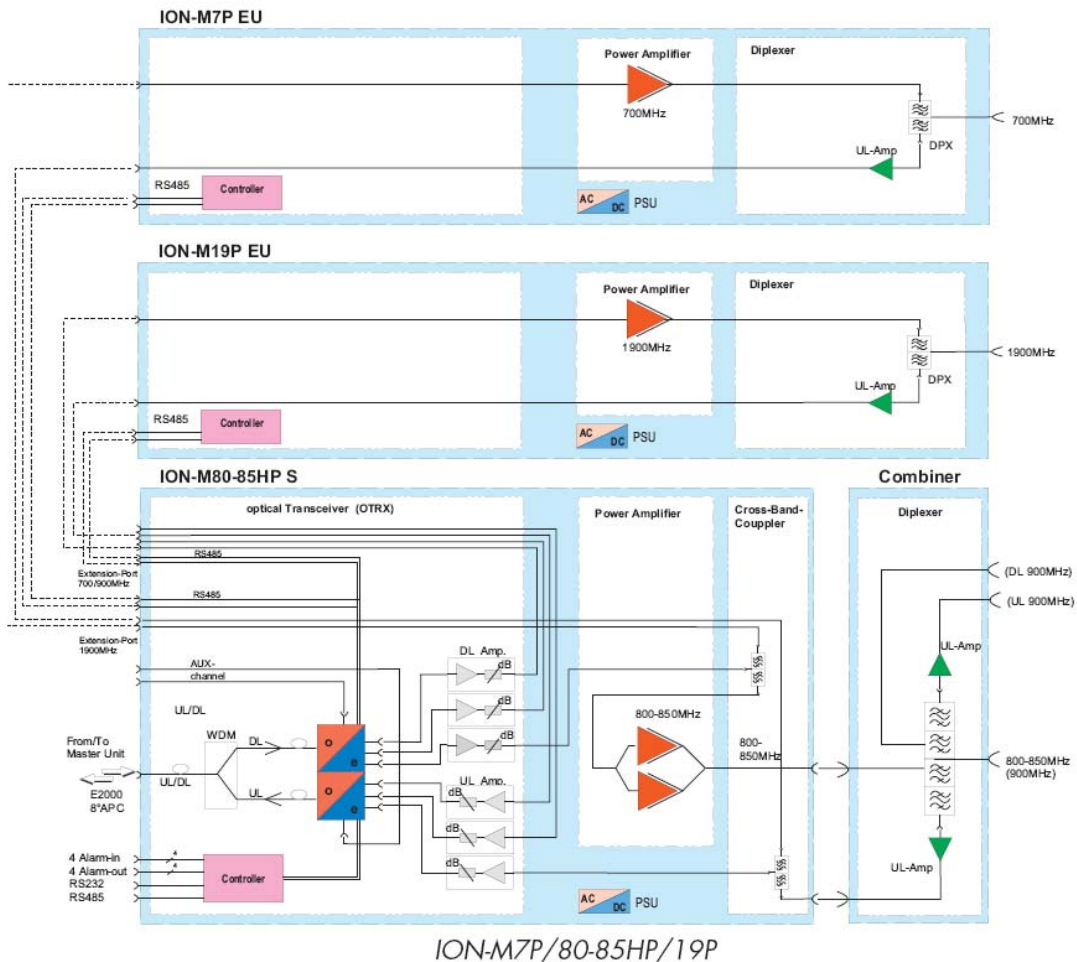 ION-M7P EU
Power Amplifier
Diplexer
700MHz
700MHz
UL-Amp
DPX
RS485
Controller
AC
DC
PSU
ION-M19P EU
Power Amplifier
Diplexer
1900MHz
1900MHz
UL-Amp
DPX
RS485
Controller
AC
DC
PSU
ION-M80-85HP S
Combiner
optical Transceiver (OTRX)
Power Amplifier
Cross-Band-
Couppler
Diplexer
RS485
Extension-Port
700/900MHz
(DL 900MHz)
RS485
(UL 900MHz)
Extension-Port
1900MHz
AUX-
channel
DL Amp.
dB
UL-Amp
UL/DL
dB
WDM
DL
o
e
dB
800-850MHz
800-
850MHz
800-850MHz
(900MHz)
From/To
Master Unit
UL/DL
E2000
8°APC
UL
o
e
UL Amp.
dB
dB
dB
UL-Amp
4 Alarm-in
4
4 Alarm-out
4
RS232
RS485
Controller
AC
DC
PSU
ION-M7P/80-85HP/19P